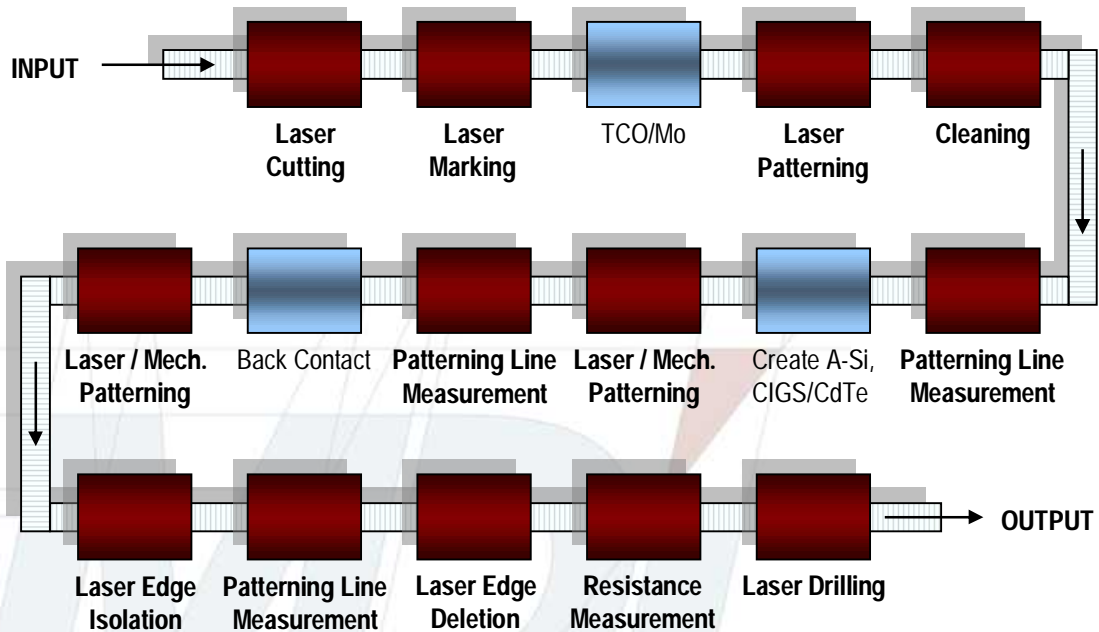 INPUT
Laser
Cutting
Laser
Marking
TCO/Mo
Laser
Patterning
Cleaning
Laser / Mech.
Patterning
Back Contact
Patterning Line
Measurement
Laser / Mech.
Patterning
Create A-Si,
CIGS/CdTe
Patterning Line
Measurement
Laser Edge
Isolation
Patterning Line
Measurement
Laser Edge
Deletion
Resistance
Measurement
Laser Drilling
OUTPUT